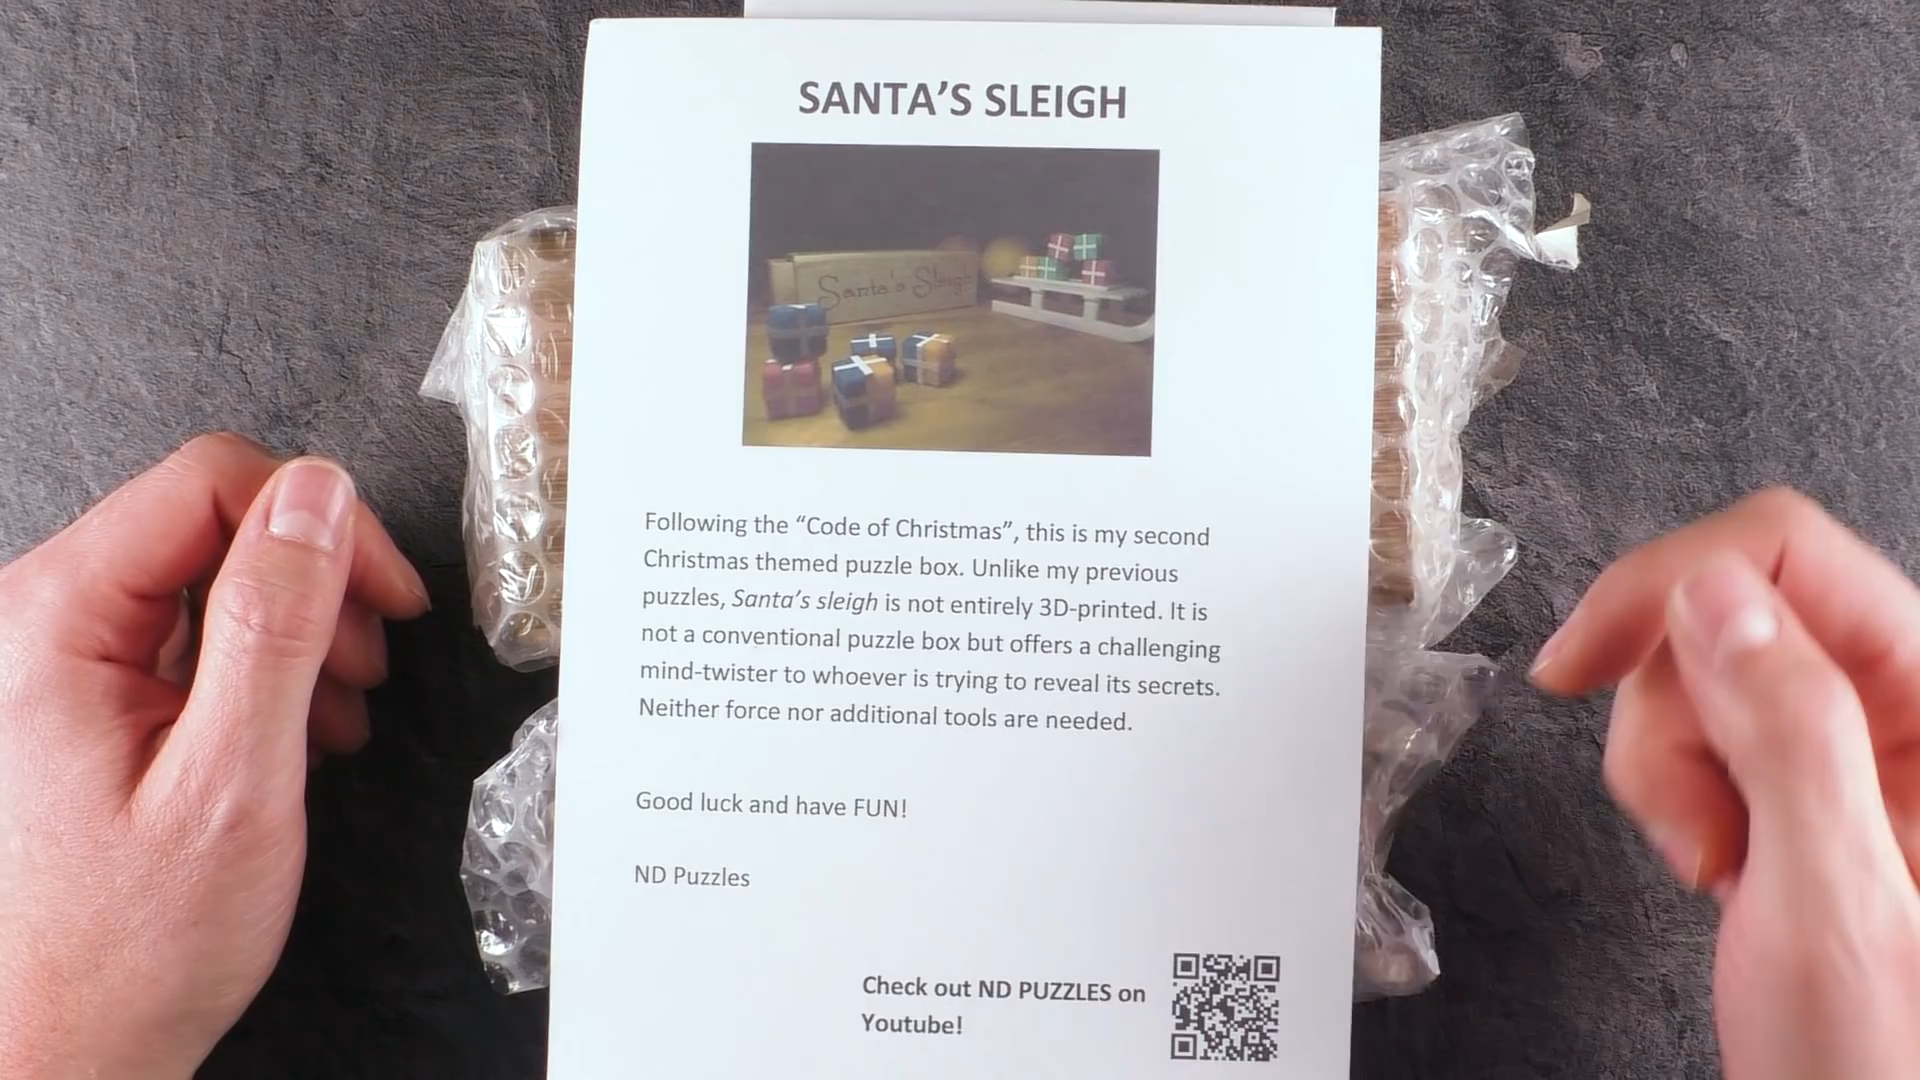 SANTA’S SLEIGH
Santa's Sleigh
Following the “Code of Christmas”, this is my second
Christmas themed puzzle box. Unlike my previous
puzzles, Santa’s sleigh is not entirely 3D-printed. It is
not a conventional puzzle box but offers a challenging
mind-twister to whoever is trying to reveal its secrets.
Neither force nor additional tools are needed.
Good luck and have FUN!
ND Puzzles
Check out ND PUZZLES on
Youtube!